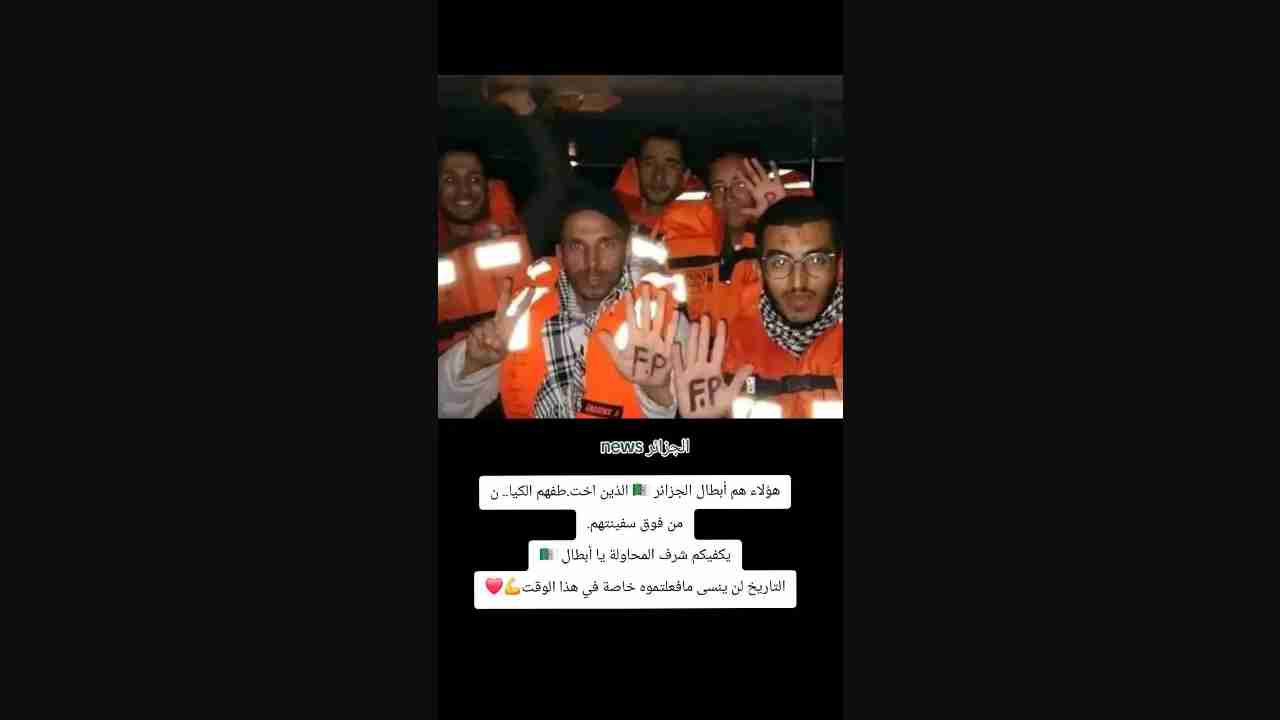 F.P
F.P
الجزائر news
هؤلاء هم أبطال الجزائر 🇩🇿 الذين اخت.طفهم الكيا.. ن
من فوق سفينتهم.
يكفيكم شرف المحاولة يا أبطال 🇩🇿
التاريخ لن ينسى مافعلتموه خاصة في هذا الوقت💪❤️